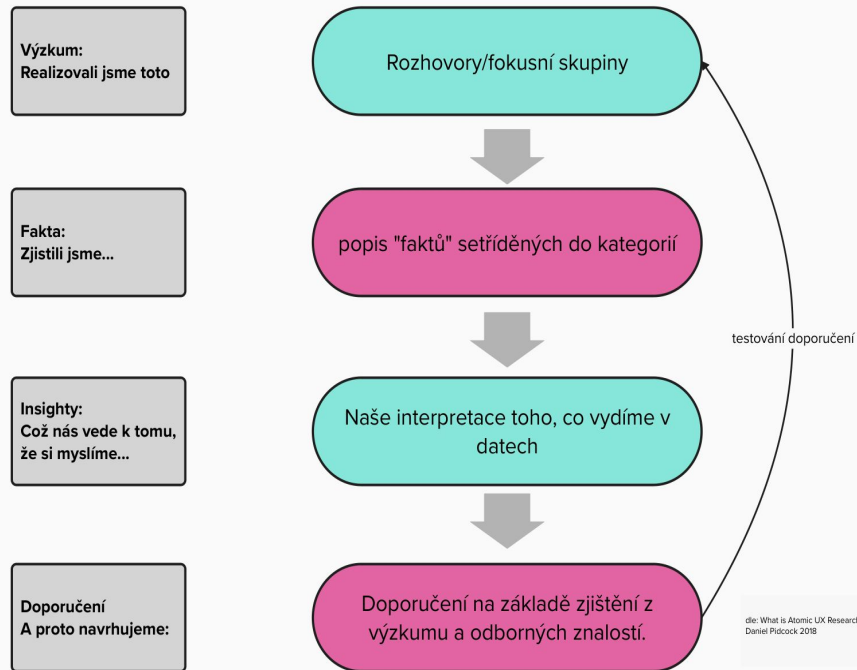 Výzkum:
Realizovali jsme toto
Rozhovory/fokusní skupiny
Fakta:
Zjistili jsme...
popis "faktů" setříděných do kategorií
testování doporučení
Insighty:
Což nás vede k tomu,
že si myslíme...
Naše interpretace toho, co vydíme v
datech
Doporučení
A proto navrhujeme:
Doporučení na základě zjištění z
výzkumu a odborných znalostí.
dle: What is Atomic UX Research
Daniel Pidcock 2018